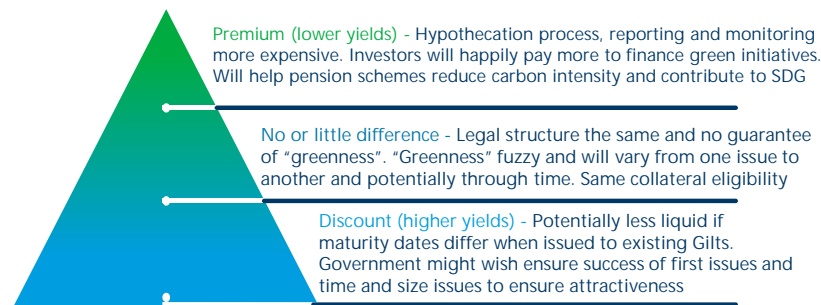 Premium (lower yields) - Hypothecation process, reporting and monitoring
more expensive. Investors will happily pay more to finance green initiatives.
Will help pension schemes reduce carbon intensity and contribute to SDG
No or little difference - Legal structure the same and no guarantee
of “greenness”. “Greenness” fuzzy and will vary from one issue to
another and potentially through time. Same collateral eligibility
Discount (higher yields) - Potentially less liquid if
maturity dates differ when issued to existing Gilts.
Government might wish ensure success of first issues and
time and size issues to ensure attractiveness